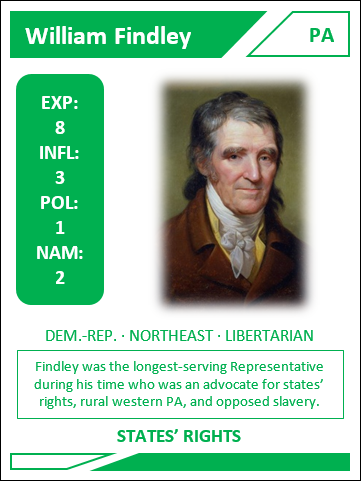 William Findley
PA
EXP:
8
INFL:
3
POL:
1
NAM:
2
DEM.-REP. · NORTHEAST · LIBERTARIAN
Findley was the longest-serving Representative
during his time who was an advocate for states’
rights, rural western PA, and opposed slavery.
STATES’ RIGHTS